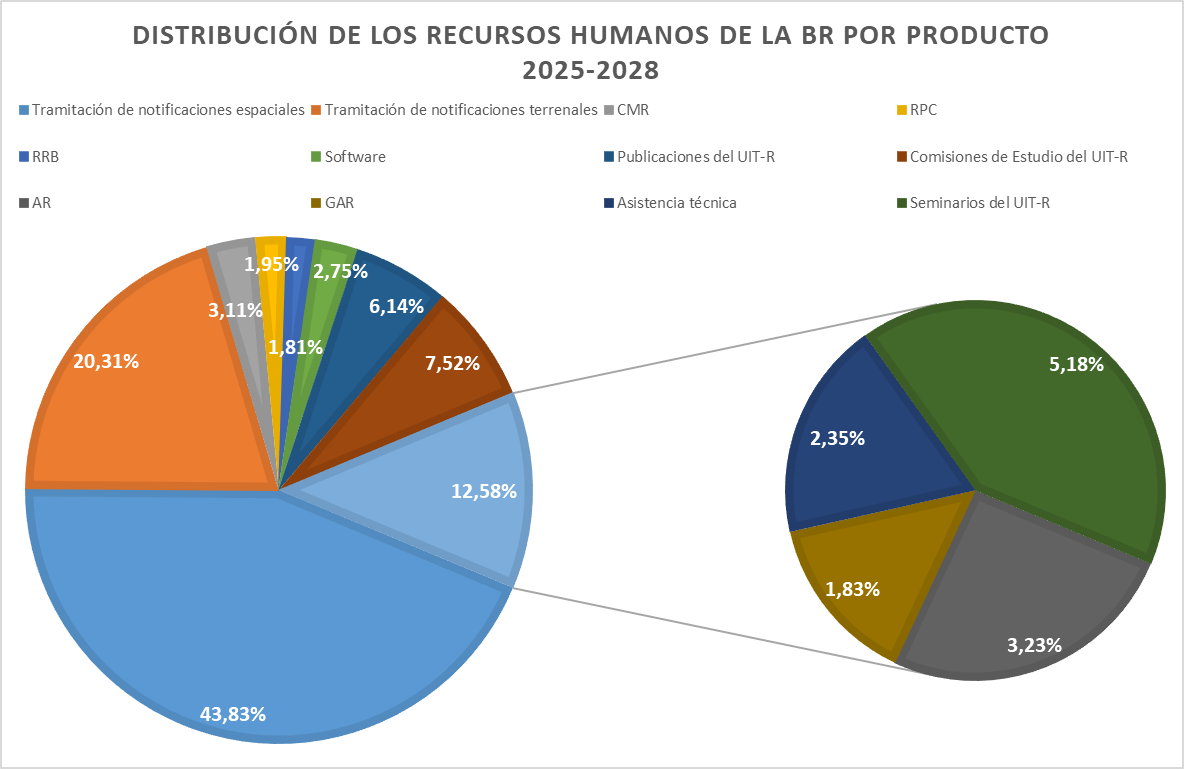 DISTRIBUCIÓN DE LOS RECURSOS HUMANOS DE LA BR POR PRODUCTO
2025-2028
Tramitación de notificaciones espaciales
Tramitación de notificaciones terrenales
CMR
RPC
RRB
Software
Publicaciones del UIT-R
Comisiones de Estudio del UIT-R
AR
GAR
Asistencia técnica
Seminarios del UIT-R
1,95%
2,75%
3,11%
6,14%
1,81%
20,31%
7,52%
12,58%
43,83%
5,18%
2,35%
1,83%
3,23%